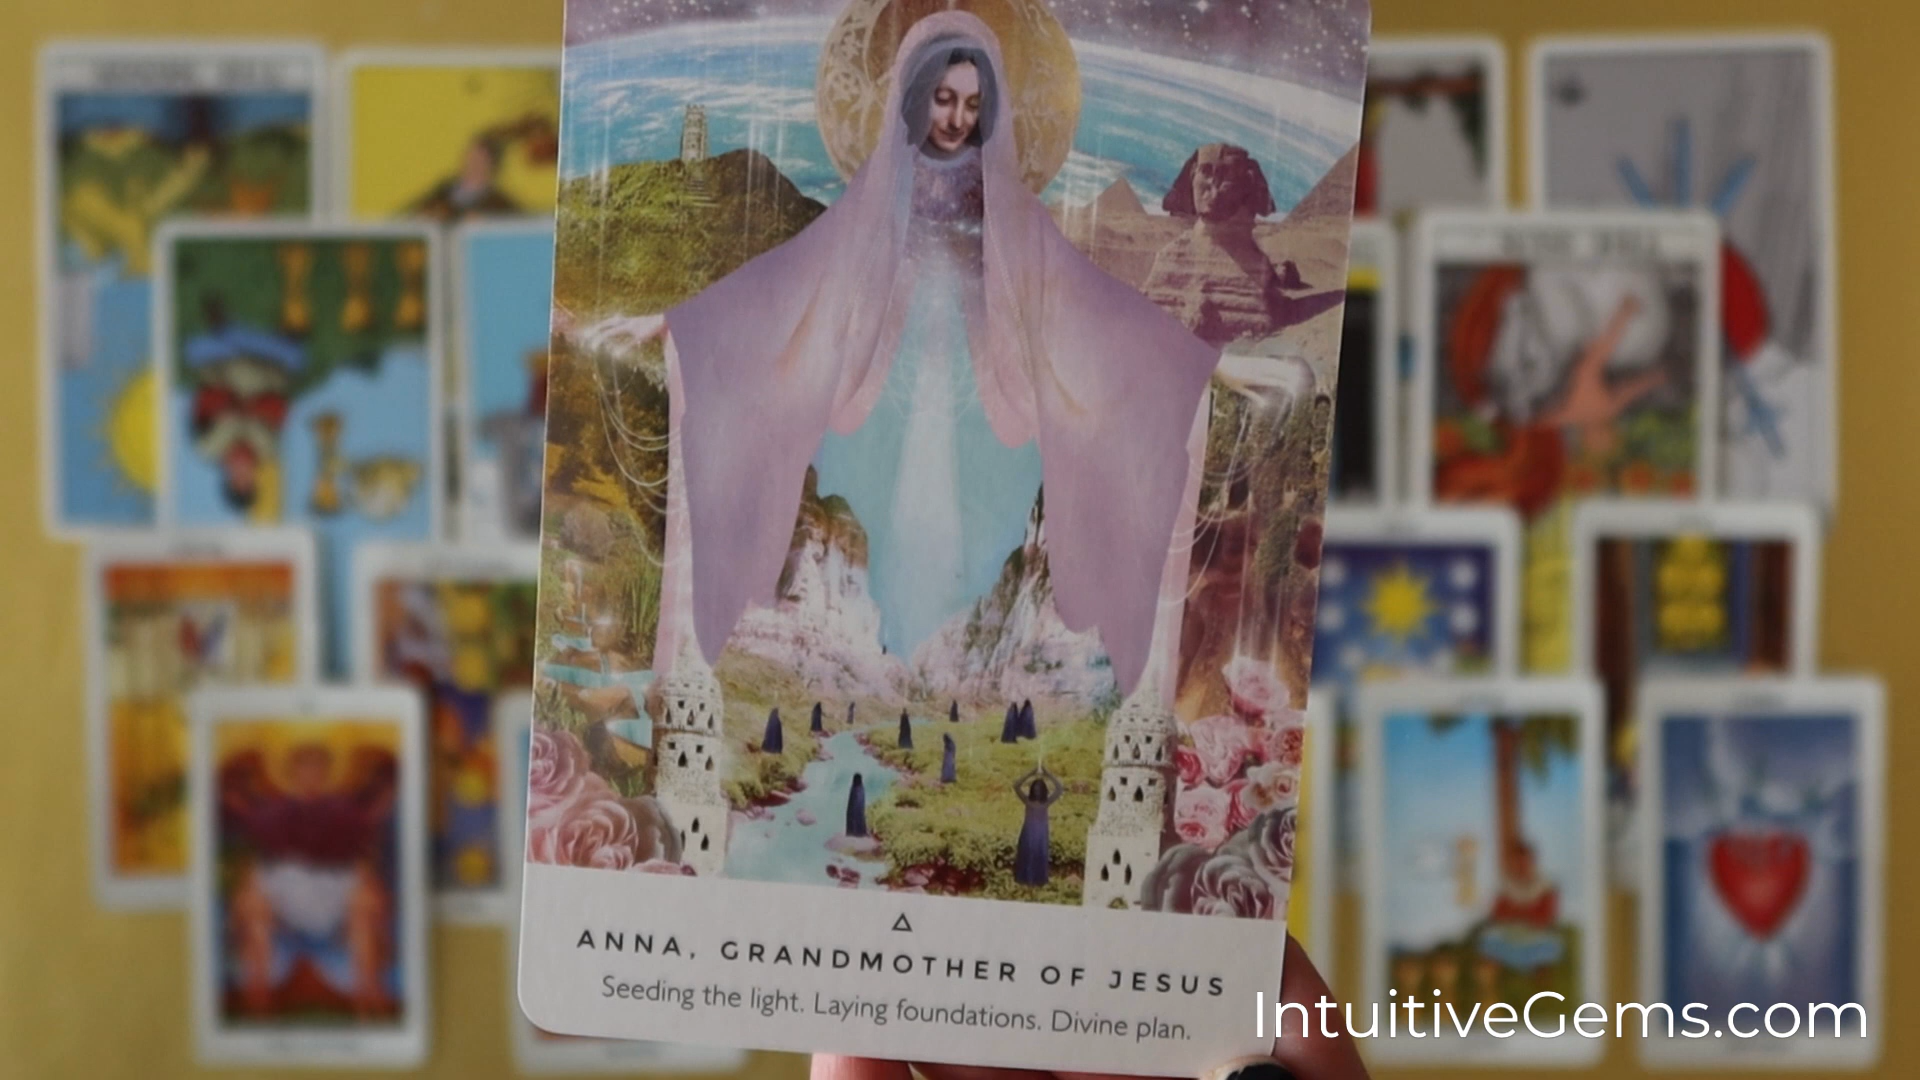 ANNA, GRANDMOTHER OF JESUS
Seeding the light. Laying foundations. Divine plan.
IntuitiveGems.com